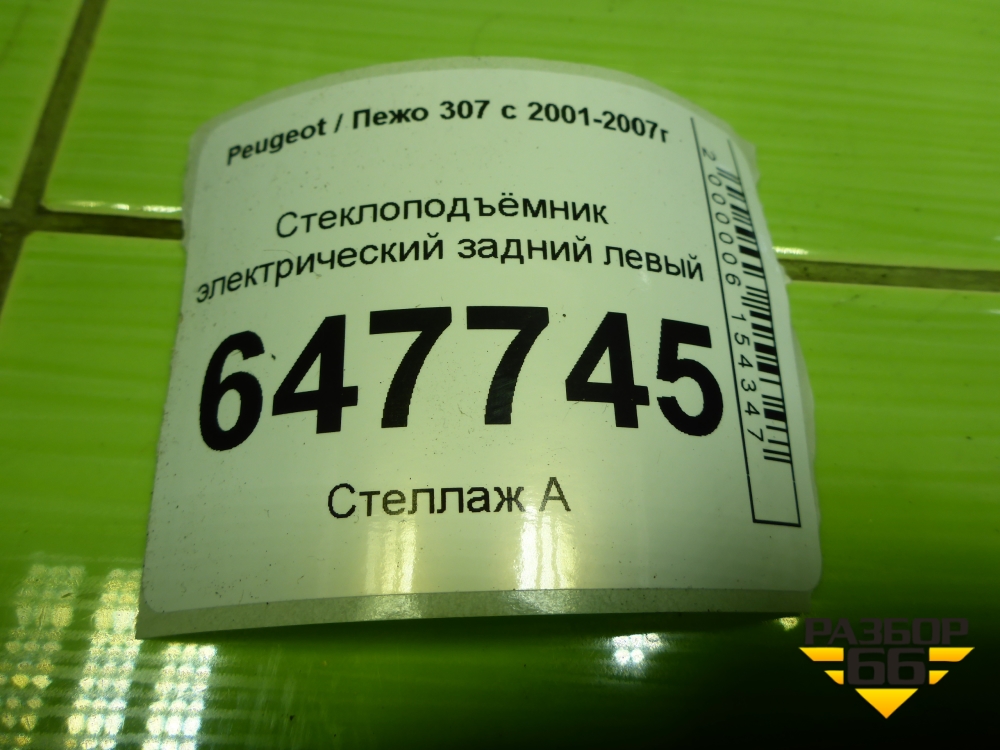 Peugeot / Пежо 307 с 2001-2007г
Стеклоподъёмник
электрический задний левый
647745
Стеллаж А
2000006154347
РАЗБОР
66